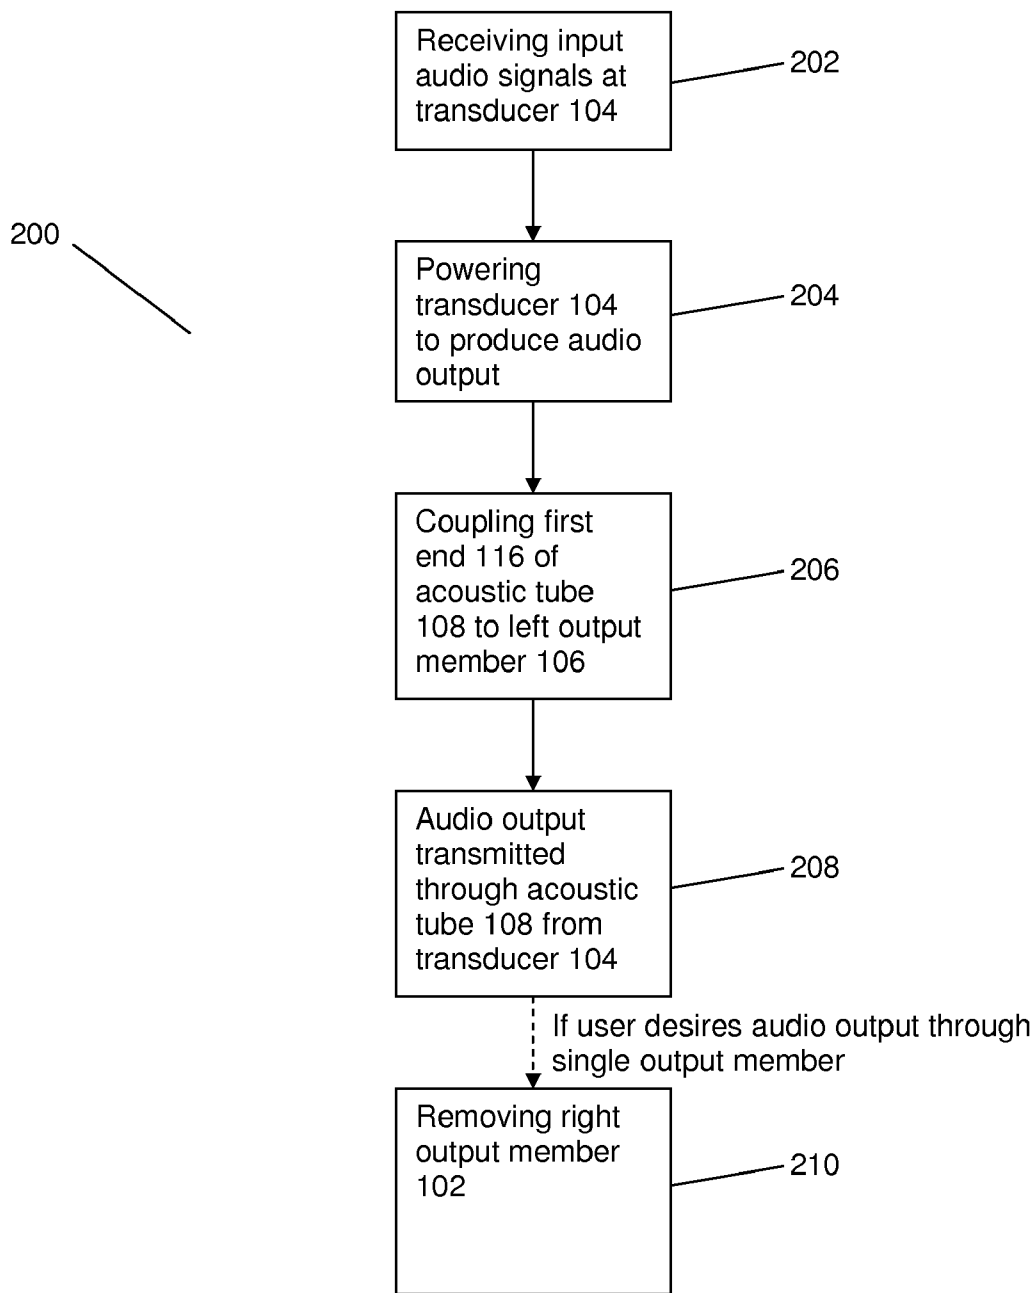 Receiving input
audio signals at
transducer 104
202
200
Powering
transducer 104
to produce audio
output
204
Coupling first
end 116 of
acoustic tube
108 to left output
member 106
206
Audio output
transmitted
through acoustic
tube 108 from
transducer 104
208
If user desires audio output through
single output member
Removing right
output member
102
210